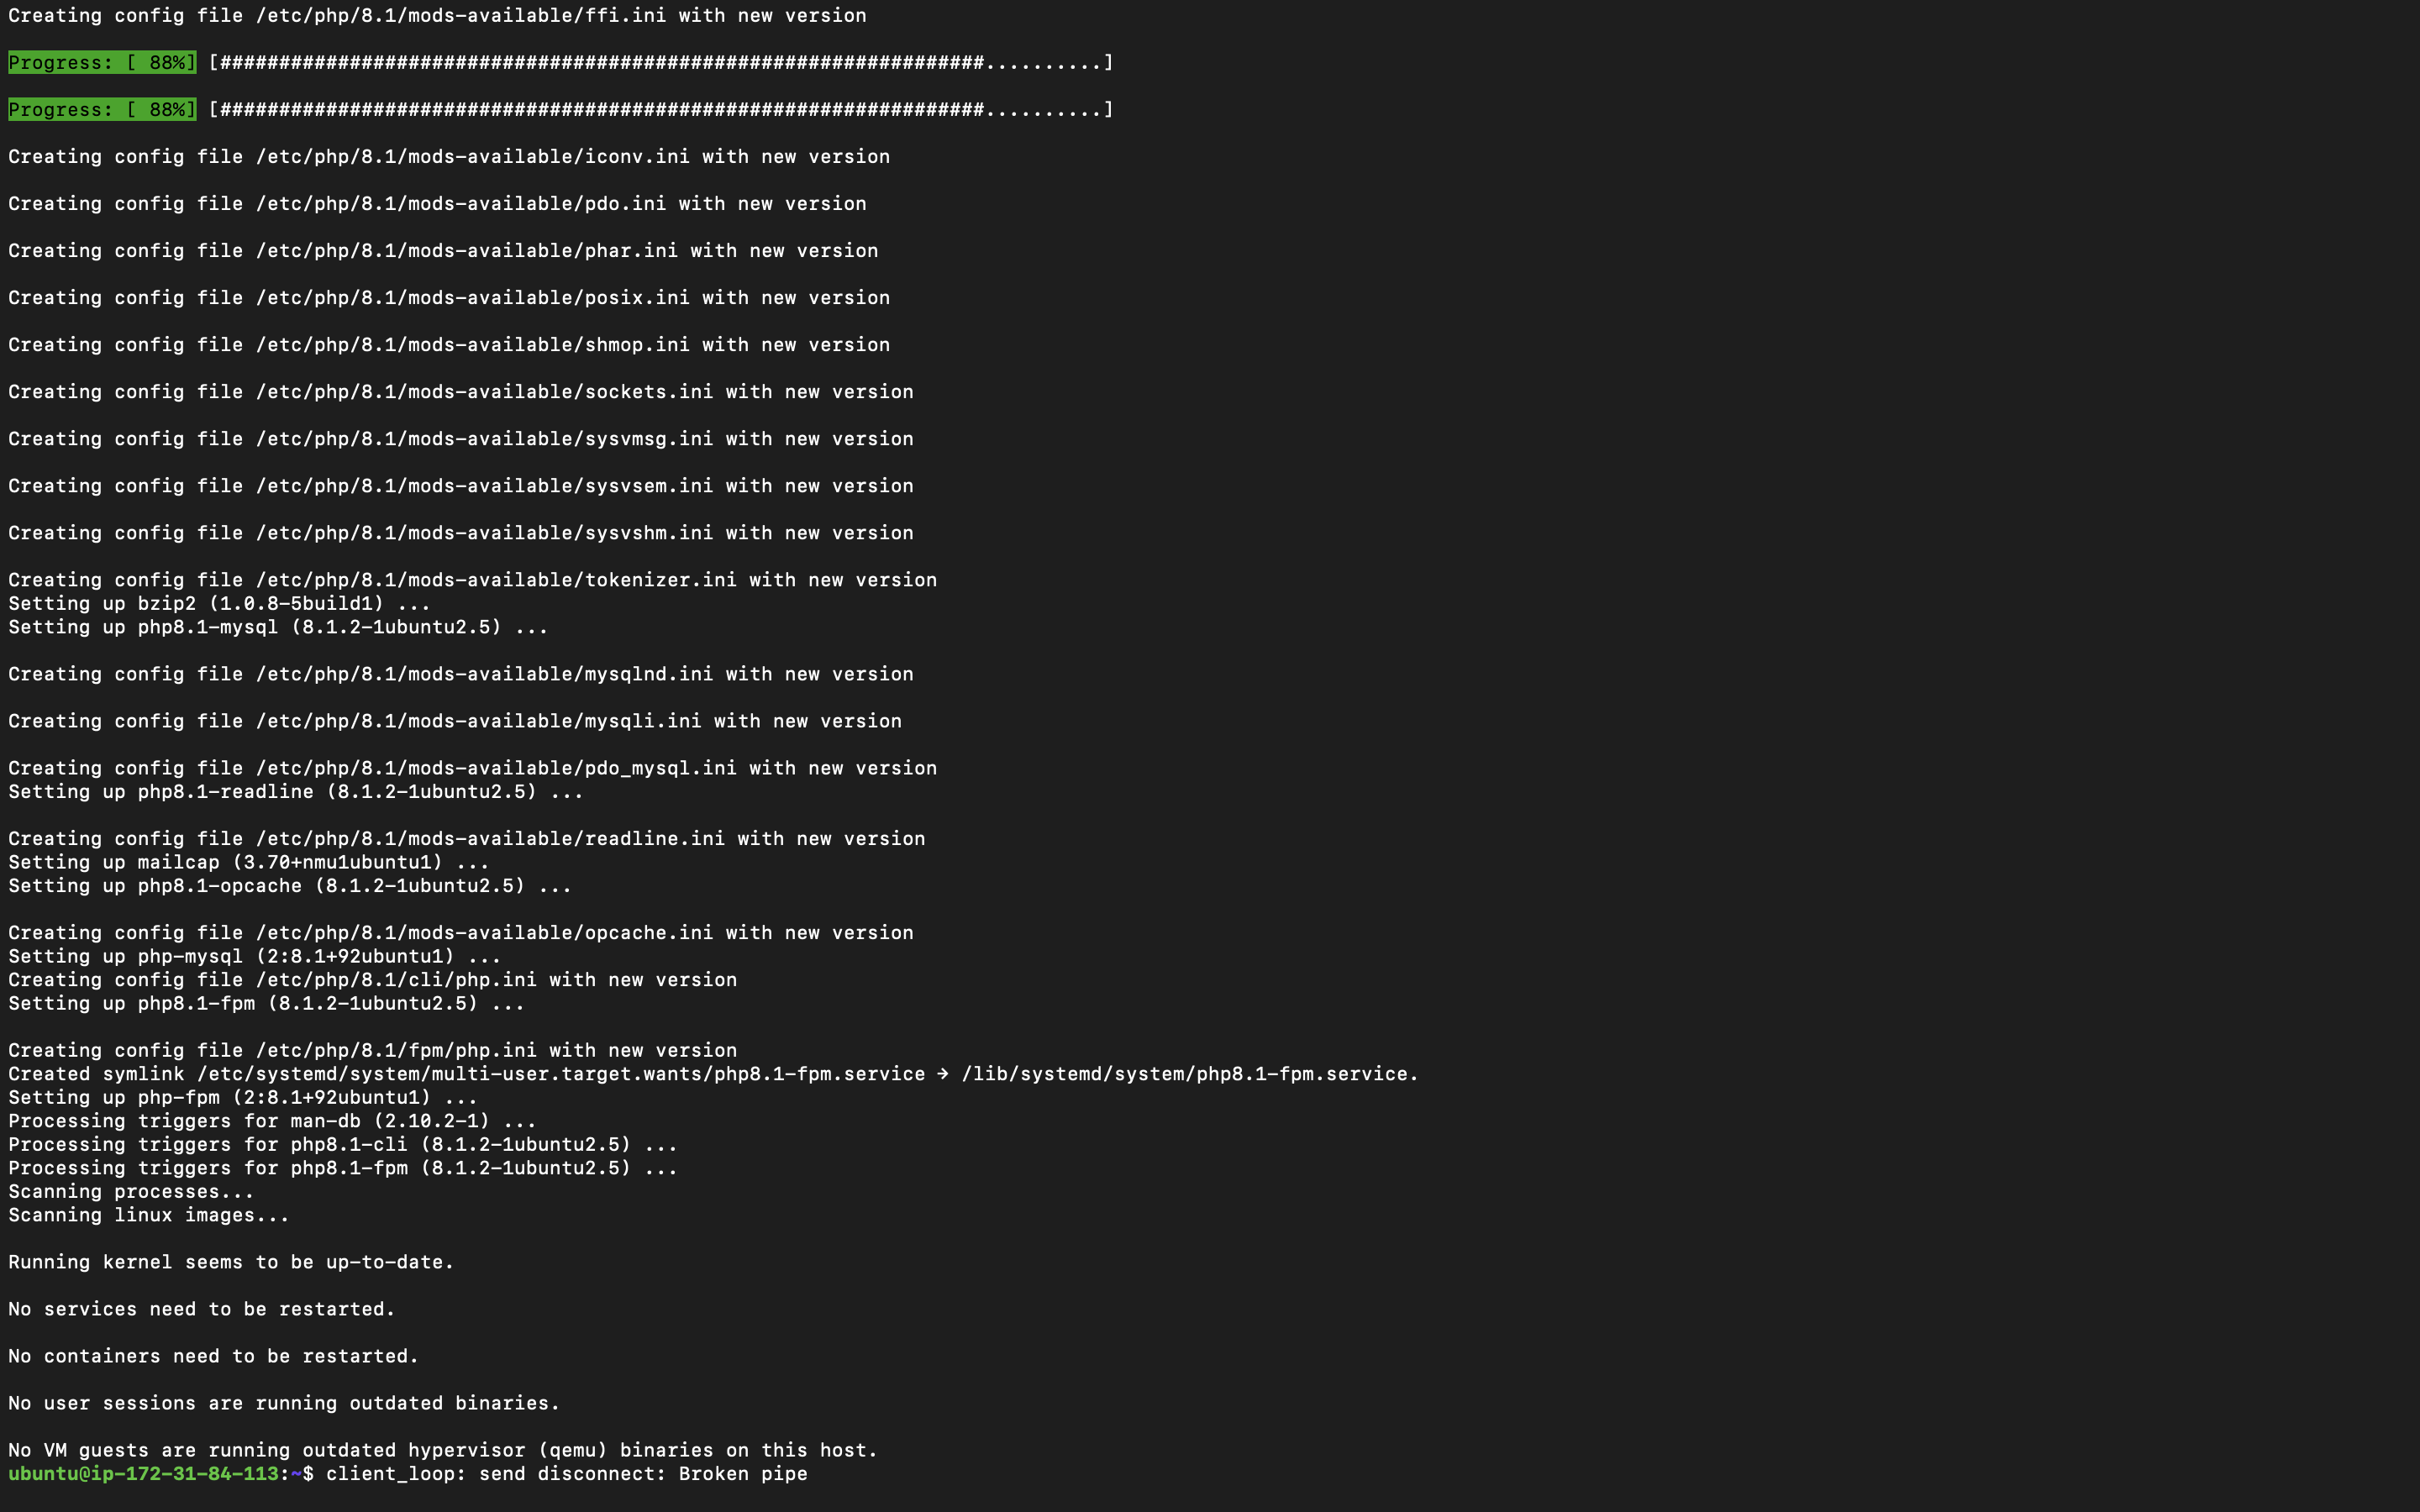 Creating config file /etc/php/8.1/mods-available/ffi.ini with new version
Progress: [ 88%] [#################################################################..........]
Progress: [ 88%] [#################################################################..........]
Creating config file /etc/php/8.1/mods-available/iconv.ini with new version
Creating config file /etc/php/8.1/mods-available/pdo.ini with new version
Creating config file /etc/php/8.1/mods-available/phar.ini with new version
Creating config file /etc/php/8.1/mods-available/posix.ini with new version
Creating config file /etc/php/8.1/mods-available/shmop.ini with new version
Creating config file /etc/php/8.1/mods-available/sockets.ini with new version
Creating config file /etc/php/8.1/mods-available/sysvmsg.ini with new version
Creating config file /etc/php/8.1/mods-available/sysvsem.ini with new version
Creating config file /etc/php/8.1/mods-available/sysvshm.ini with new version
Creating config file /etc/php/8.1/mods-available/tokenizer.ini with new version
Setting up bzip2 (1.0.8-5build1) ...
Setting up php8.1-mysql (8.1.2-1ubuntu2.5) ...
Creating config file /etc/php/8.1/mods-available/mysqlnd.ini with new version
Creating config file /etc/php/8.1/mods-available/mysqli.ini with new version
Creating config file /etc/php/8.1/mods-available/pdo_mysql.ini with new version
Setting up php8.1-readline (8.1.2-1ubuntu2.5) ...
Creating config file /etc/php/8.1/mods-available/readline.ini with new version
Setting up mailcap (3.70+nmu1ubuntu1) ...
Setting up php8.1-opcache (8.1.2-1ubuntu2.5) ...
Creating config file /etc/php/8.1/mods-available/opcache.ini with new version
Setting up php-mysql (2:8.1+92ubuntu1) ...
Creating config file /etc/php/8.1/cli/php.ini with new version
Setting up php8.1-fpm (8.1.2-1ubuntu2.5) ...
Creating config file /etc/php/8.1/fpm/php.ini with new version
Created symlink /etc/systemd/system/multi-user.target.wants/php8.1-fpm.service → /lib/systemd/system/php8.1-fpm.service.
Setting up php-fpm (2:8.1+92ubuntu1) ...
Processing triggers for man-db (2.10.2-1) ...
Processing triggers for php8.1-cli (8.1.2-1ubuntu2.5) ...
Processing triggers for php8.1-fpm (8.1.2-1ubuntu2.5) ...
Scanning processes...
Scanning linux images...
Running kernel seems to be up-to-date.
No services need to be restarted.
No containers need to be restarted.
No user sessions are running outdated binaries.
No VM guests are running outdated hypervisor (qemu) binaries on this host.
ubuntu@ip-172-31-84-113:~$ client_loop: send disconnect: Broken pipe